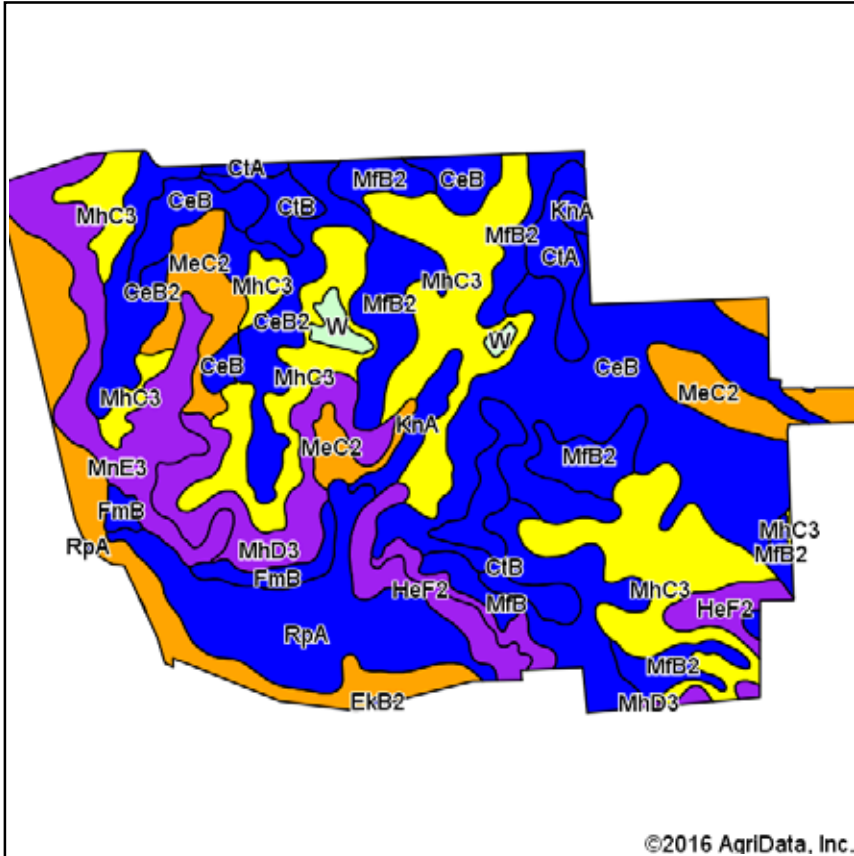 CtA
MfB2
CeB
CeB
CtB
KnA
MhC3
MfB2
CtA
MeC2
MhC3
MhC3
CeB2
MfB2
CeB2
W
W
CeB
CeB
MhC3
MeC2
MhC3
KnA
MeC2
MfB2
MnE3
FmB
MhC3
RpA
MfB2
MhD3
CtB
FmB
HeF2
MhC3
MfB
HeF2
RpA
MfB2
EkB2
MhD3
©2016 AgriData, Inc.